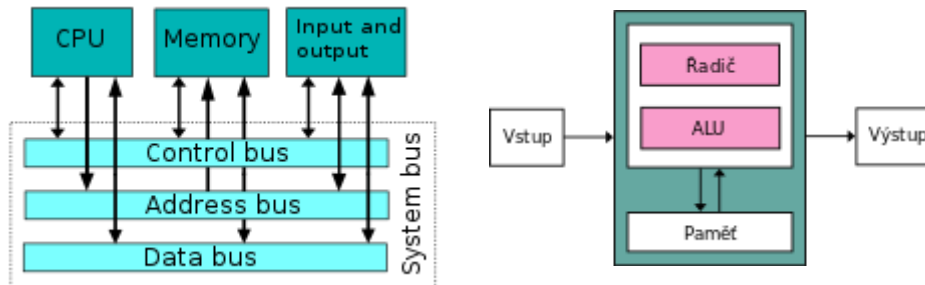 CPU
Memory
Input and
output
Control bus
Address bus
Data bus
System bus
Vstup
Řadič
ALU
Paměť
Výstup